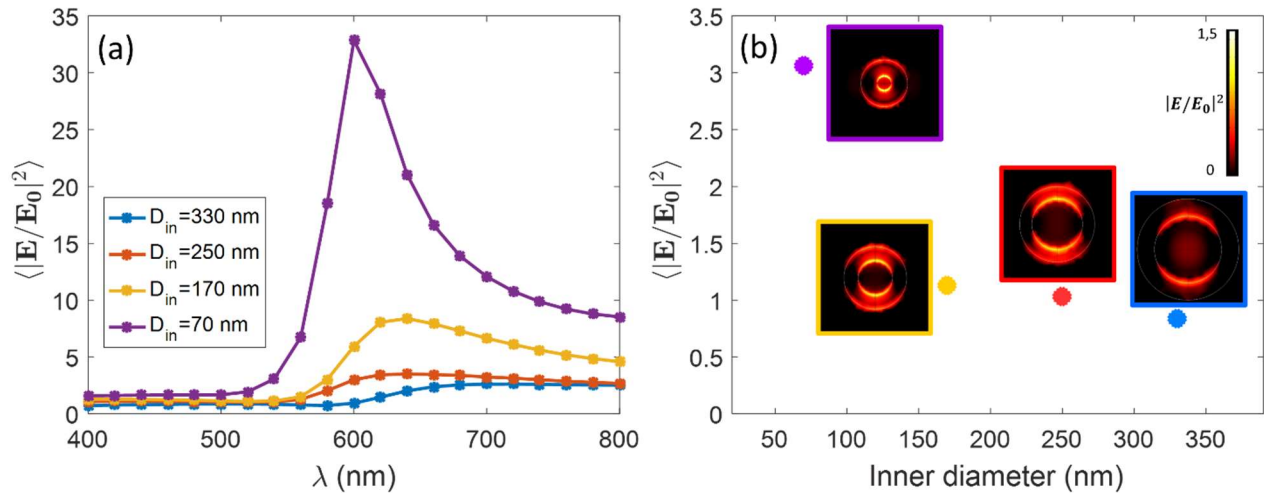 (a)
35
30
25
20
15
10
5
0
⟨|E/E₀|²⟩
D_in=330 nm
D_in=250 nm
D_in=170 nm
D_in=70 nm
400
500
600
700
800
λ (nm)
(b)
3.5
3
2.5
2
1.5
1
0.5
0
⟨|E/E₀|²⟩
1,5
|E/E₀|²
0
50
100
150
200
250
300
350
Inner diameter (nm)